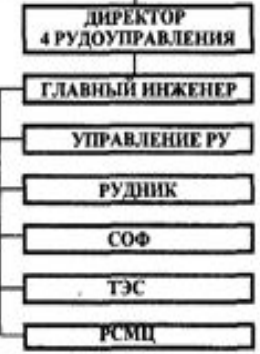 ДИРЕКТОР
4 РУДОУПРАВЛЕНИЯ
ГЛАВНЫЙ ИНЖЕНЕР
УПРАВЛЕНИЕ РУ
РУДНИК
СОФ
ТЭС
РСМЦ